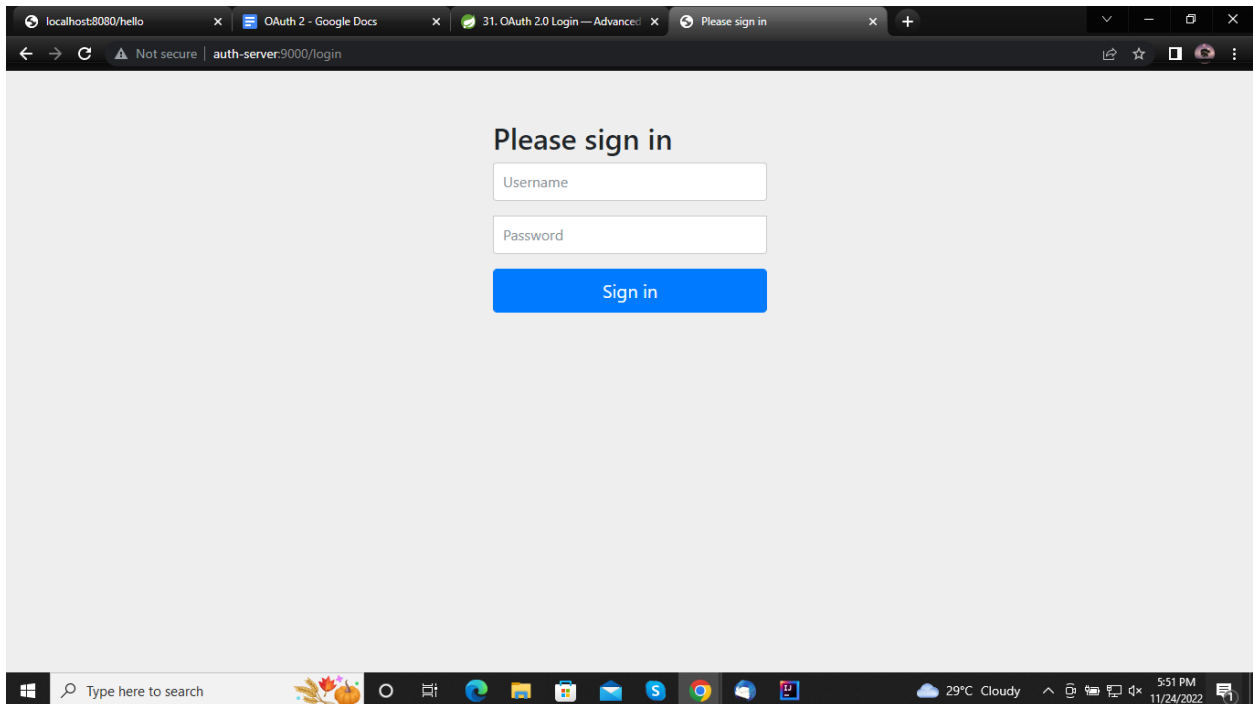 localhost:8080/hello
OAuth 2 - Google Docs
31. OAuth 2.0 Login — Advanced
Please sign in
Not secure
auth-server:9000/login
Please sign in
Username
Password
Sign in
Type here to search
29°C Cloudy
5:51 PM
11/24/2022